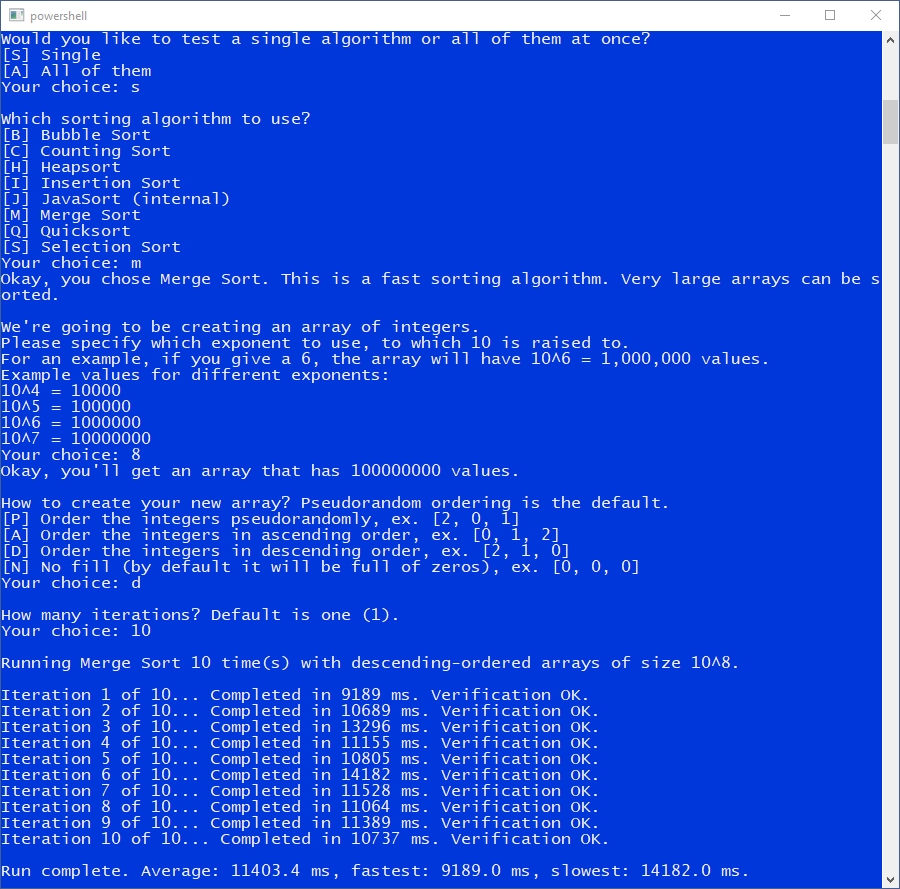 powershell
Would you like to test a single algorithm or all of them at once?
[S] Single
[A] All of them
Your choice: s
Which sorting algorithm to use?
[B] Bubble Sort
[C] Counting Sort
[H] Heapsort
[I] Insertion Sort
[J] JavaSort (internal)
[M] Merge Sort
[Q] Quicksort
[S] Selection Sort
Your choice: m
Okay, you chose Merge Sort. This is a fast sorting algorithm. Very large arrays can be s
orted.
We're going to be creating an array of integers.
Please specify which exponent to use, to which 10 is raised to.
For an example, if you give a 6, the array will have 10^6 = 1,000,000 values.
Example values for different exponents:
10^4 = 10000
10^5 = 100000
10^6 = 1000000
10^7 = 10000000
Your choice: 8
Okay, you'll get an array that has 100000000 values.
How to create your new array? Pseudorandom ordering is the default.
[P] Order the integers pseudorandomly, ex. [2, 0, 1]
[A] Order the integers in ascending order, ex. [0, 1, 2]
[D] Order the integers in descending order, ex. [2, 1, 0]
[N] No fill (by default it will be full of zeros), ex. [0, 0, 0]
Your choice: d
How many iterations? Default is one (1).
Your choice: 10
Running Merge Sort 10 time(s) with descending-ordered arrays of size 10^8.
Iteration 1 of 10... Completed in 9189 ms. Verification OK.
Iteration 2 of 10... Completed in 10689 ms. Verification OK.
Iteration 3 of 10... Completed in 13296 ms. Verification OK.
Iteration 4 of 10... Completed in 11155 ms. Verification OK.
Iteration 5 of 10... Completed in 10805 ms. Verification OK.
Iteration 6 of 10... Completed in 14182 ms. Verification OK.
Iteration 7 of 10... Completed in 11528 ms. Verification OK.
Iteration 8 of 10... Completed in 11064 ms. Verification OK.
Iteration 9 of 10... Completed in 11389 ms. Verification OK.
Iteration 10 of 10... Completed in 10737 ms. Verification OK.
Run complete. Average: 11403.4 ms, fastest: 9189.0 ms, slowest: 14182.0 ms.